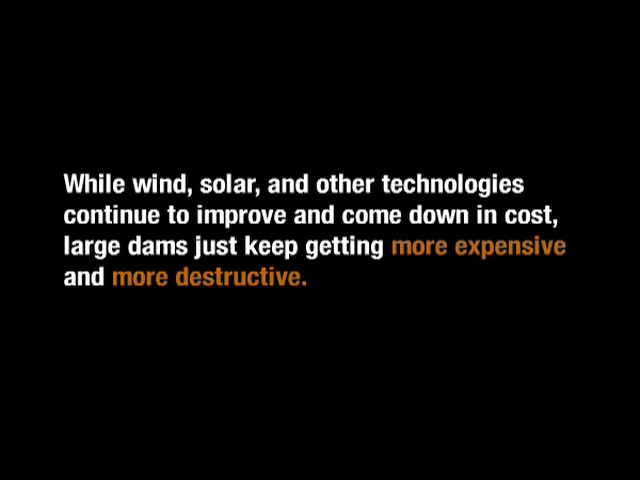 While wind, solar, and other technologies
continue to improve and come down in cost,
large dams just keep getting more expensive
and more destructive.